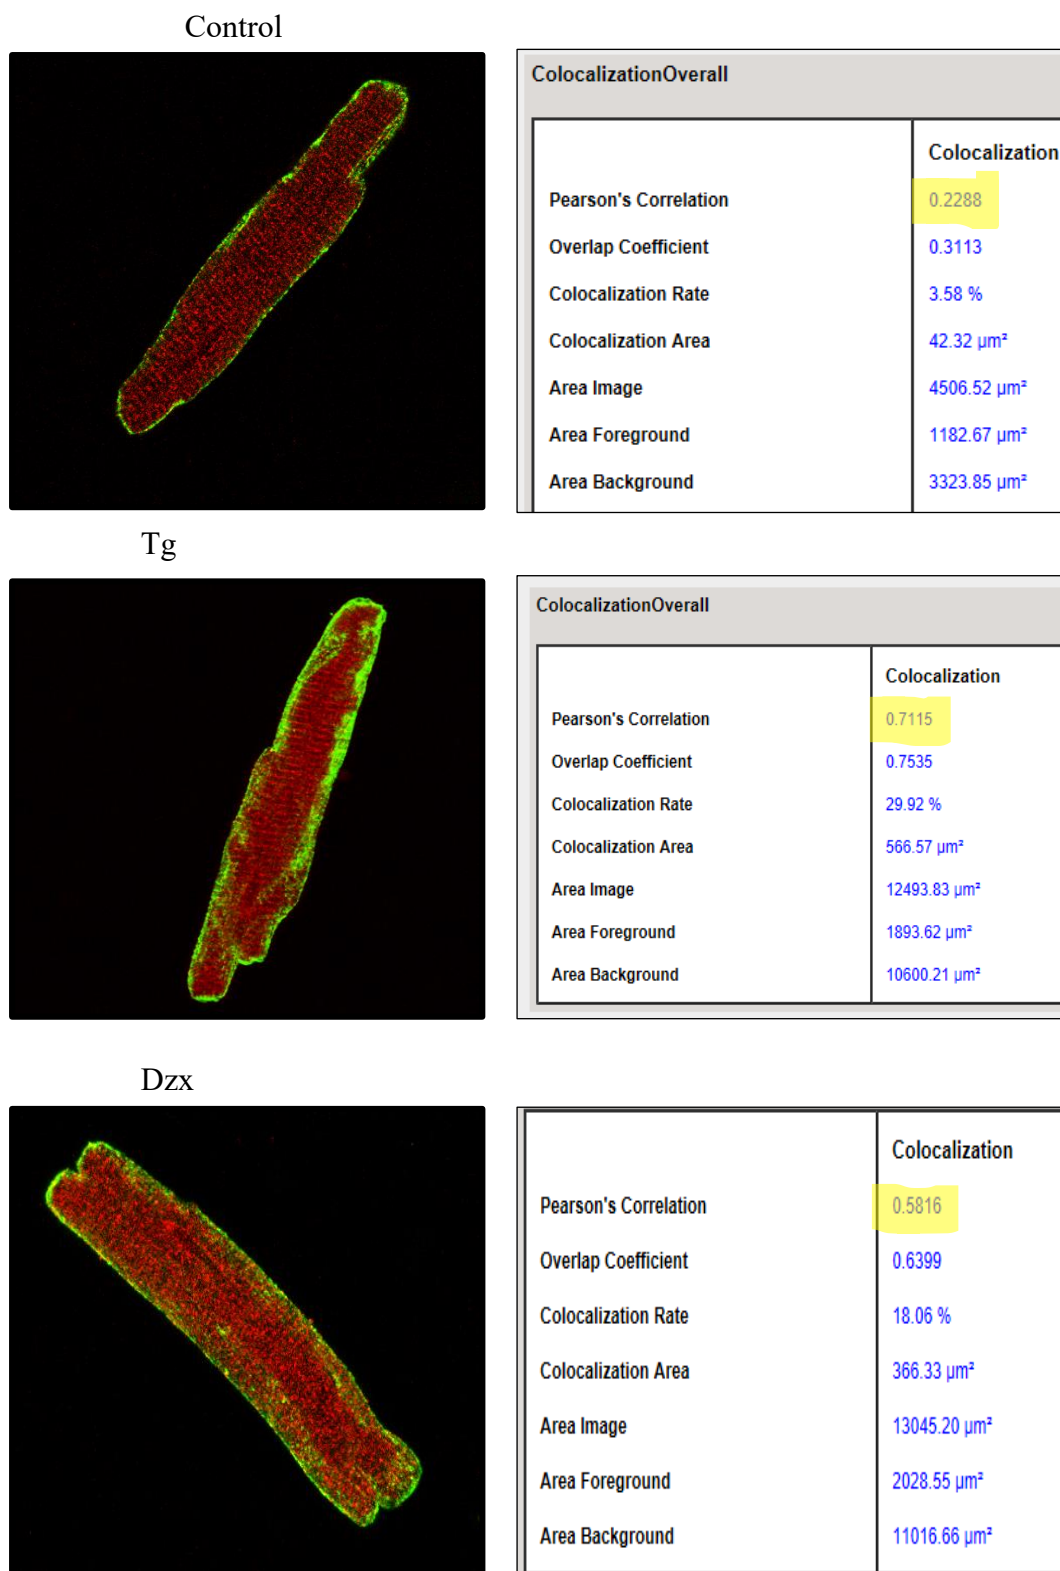 Control
ColocalizationOverall
Colocalization
Pearson's Correlation 0.2288
Overlap Coefficient 0.3113
Colocalization Rate 3.58 %
Colocalization Area 42.32 µm²
Area Image 4506.52 µm²
Area Foreground 1182.67 µm²
Area Background 3323.85 µm²
Tg
ColocalizationOverall
Colocalization
Pearson's Correlation 0.7115
Overlap Coefficient 0.7535
Colocalization Rate 29.92 %
Colocalization Area 566.57 µm²
Area Image 12493.83 µm²
Area Foreground 1893.62 µm²
Area Background 10600.21 µm²
Dzx
Colocalization
Pearson's Correlation 0.5816
Overlap Coefficient 0.6399
Colocalization Rate 18.06 %
Colocalization Area 366.33 µm²
Area Image 13045.20 µm²
Area Foreground 2028.55 µm²
Area Background 11016.66 µm²